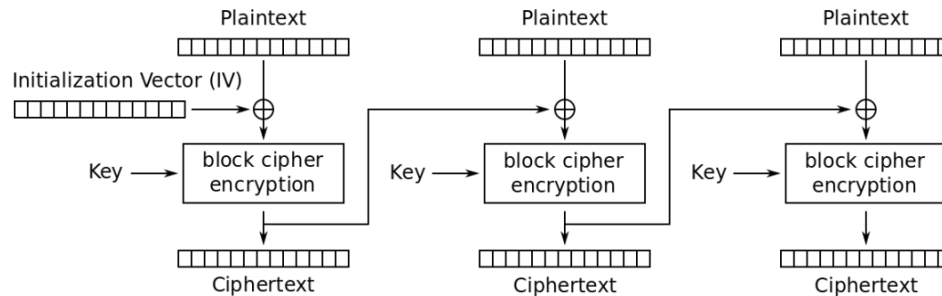 Plaintext
Plaintext
Plaintext
Initialization Vector (IV)
Key
block cipher
encryption
Key
block cipher
encryption
Key
block cipher
encryption
Ciphertext
Ciphertext
Ciphertext